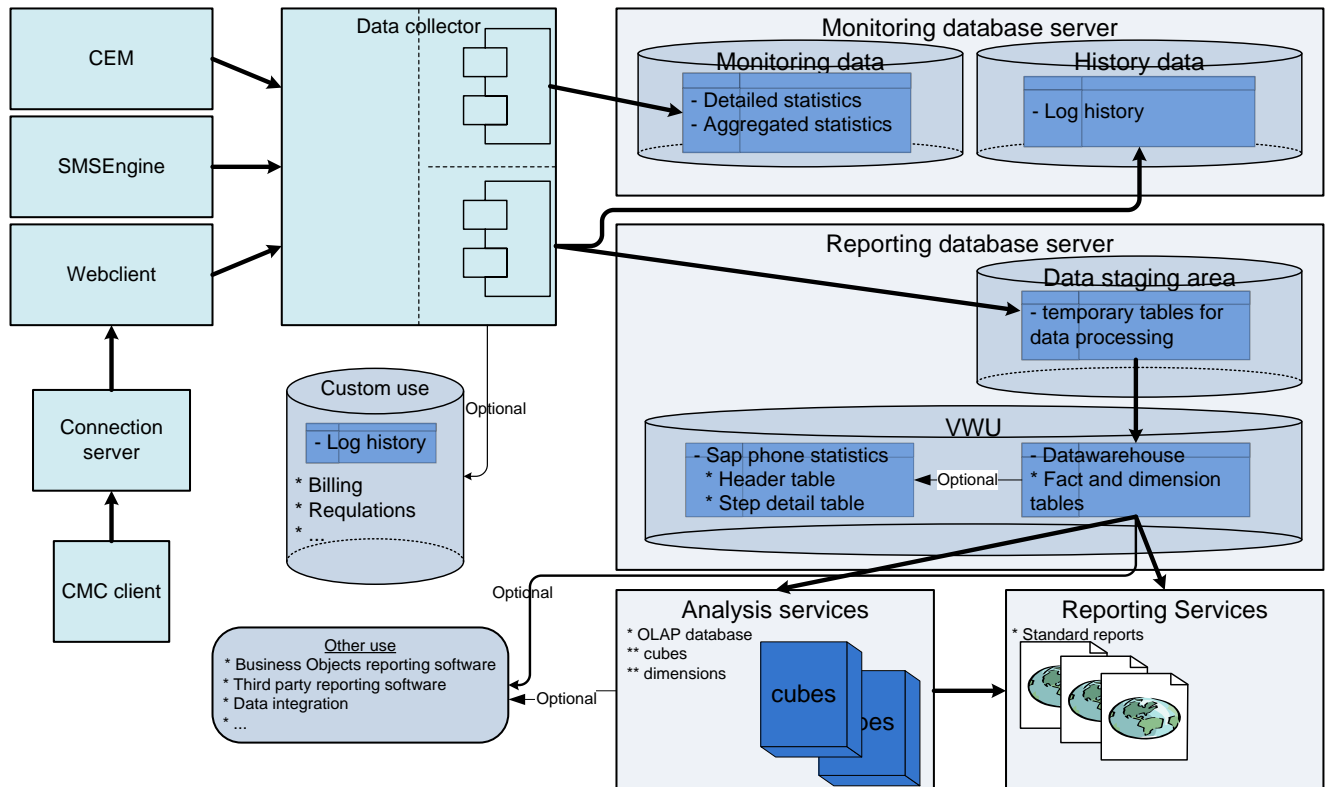 CEM
SMSEngine
Webclient
Connection
server
CMC client
Data collector
Custom use
- Log history
* Billing
* Requlations
* ...
Optional
Monitoring database server
Monitoring data
- Detailed statistics
- Aggregated statistics
History data
- Log history
Reporting database server
Data staging area
- temporary tables for
data processing
VWU
- Sap phone statistics
* Header table
* Step detail table
Optional
- Datawarehouse
* Fact and dimension
tables
Optional
Other use
* Business Objects reporting software
* Third party reporting software
* Data integration
* ...
Optional
Analysis services
* OLAP database
** cubes
** dimensions
cubes
bes
Reporting Services
* Standard reports